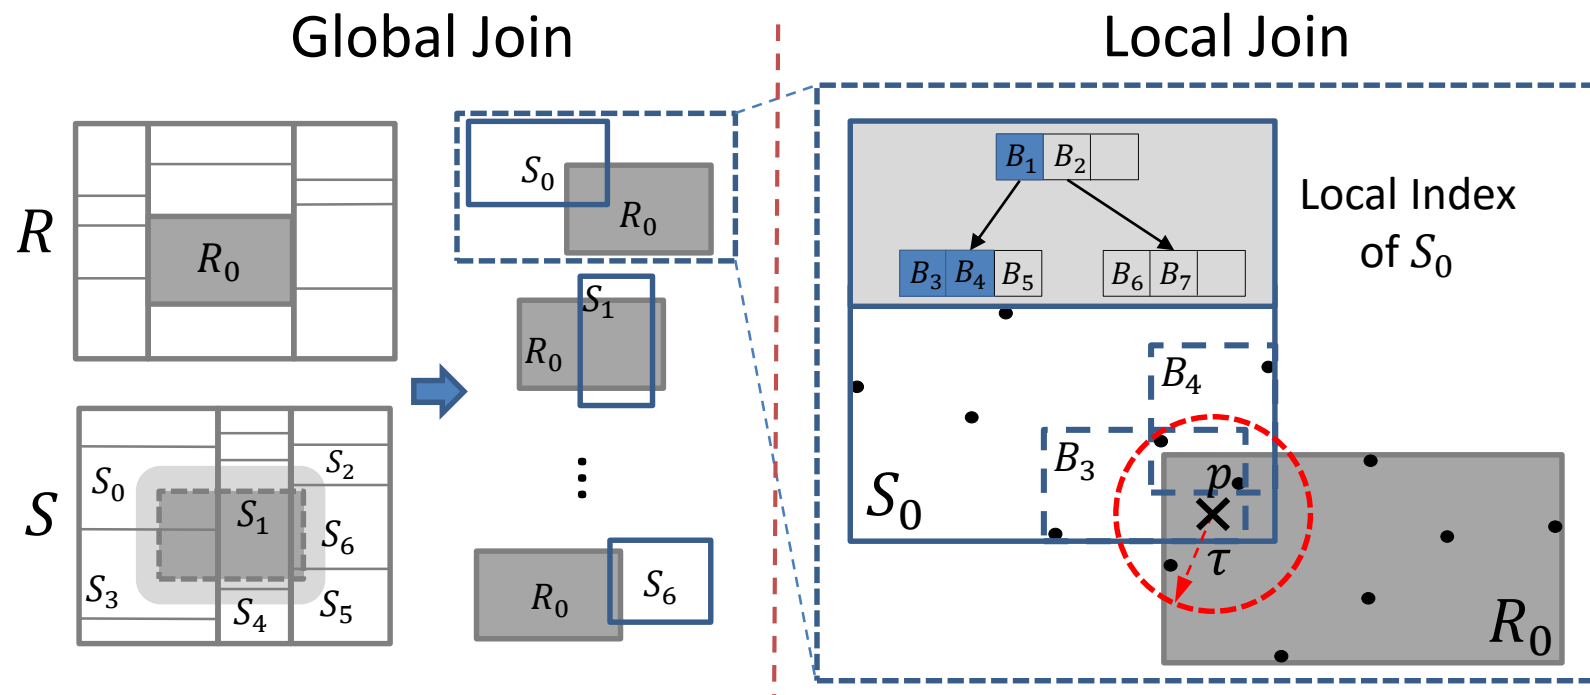 Global Join
Local Join
R
R₀
S
S₀
S₁
S₂
S₃
S₄
S₅
S₆
S₀
R₀
S₁
R₀
⋮
R₀
S₆
B₁ B₂
B₃ B₄ B₅
B₆ B₇
Local Index
of S₀
B₄
B₃
S₀
p
τ
R₀